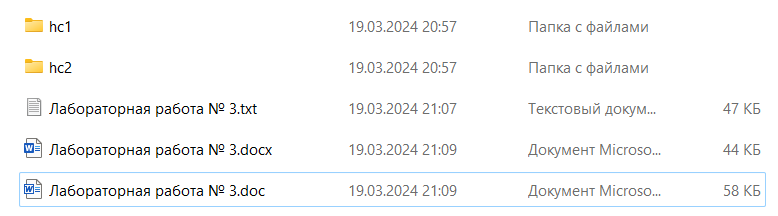 hc1 19.03.2024 20:57 Папка с файлами
hc2 19.03.2024 20:57 Папка с файлами
Лабораторная работа № 3.txt 19.03.2024 21:07 Текстовый докум... 47 КБ
Лабораторная работа № 3.docx 19.03.2024 21:09 Документ Microso... 44 КБ
Лабораторная работа № 3.doc 19.03.2024 21:09 Документ Microso... 58 КБ